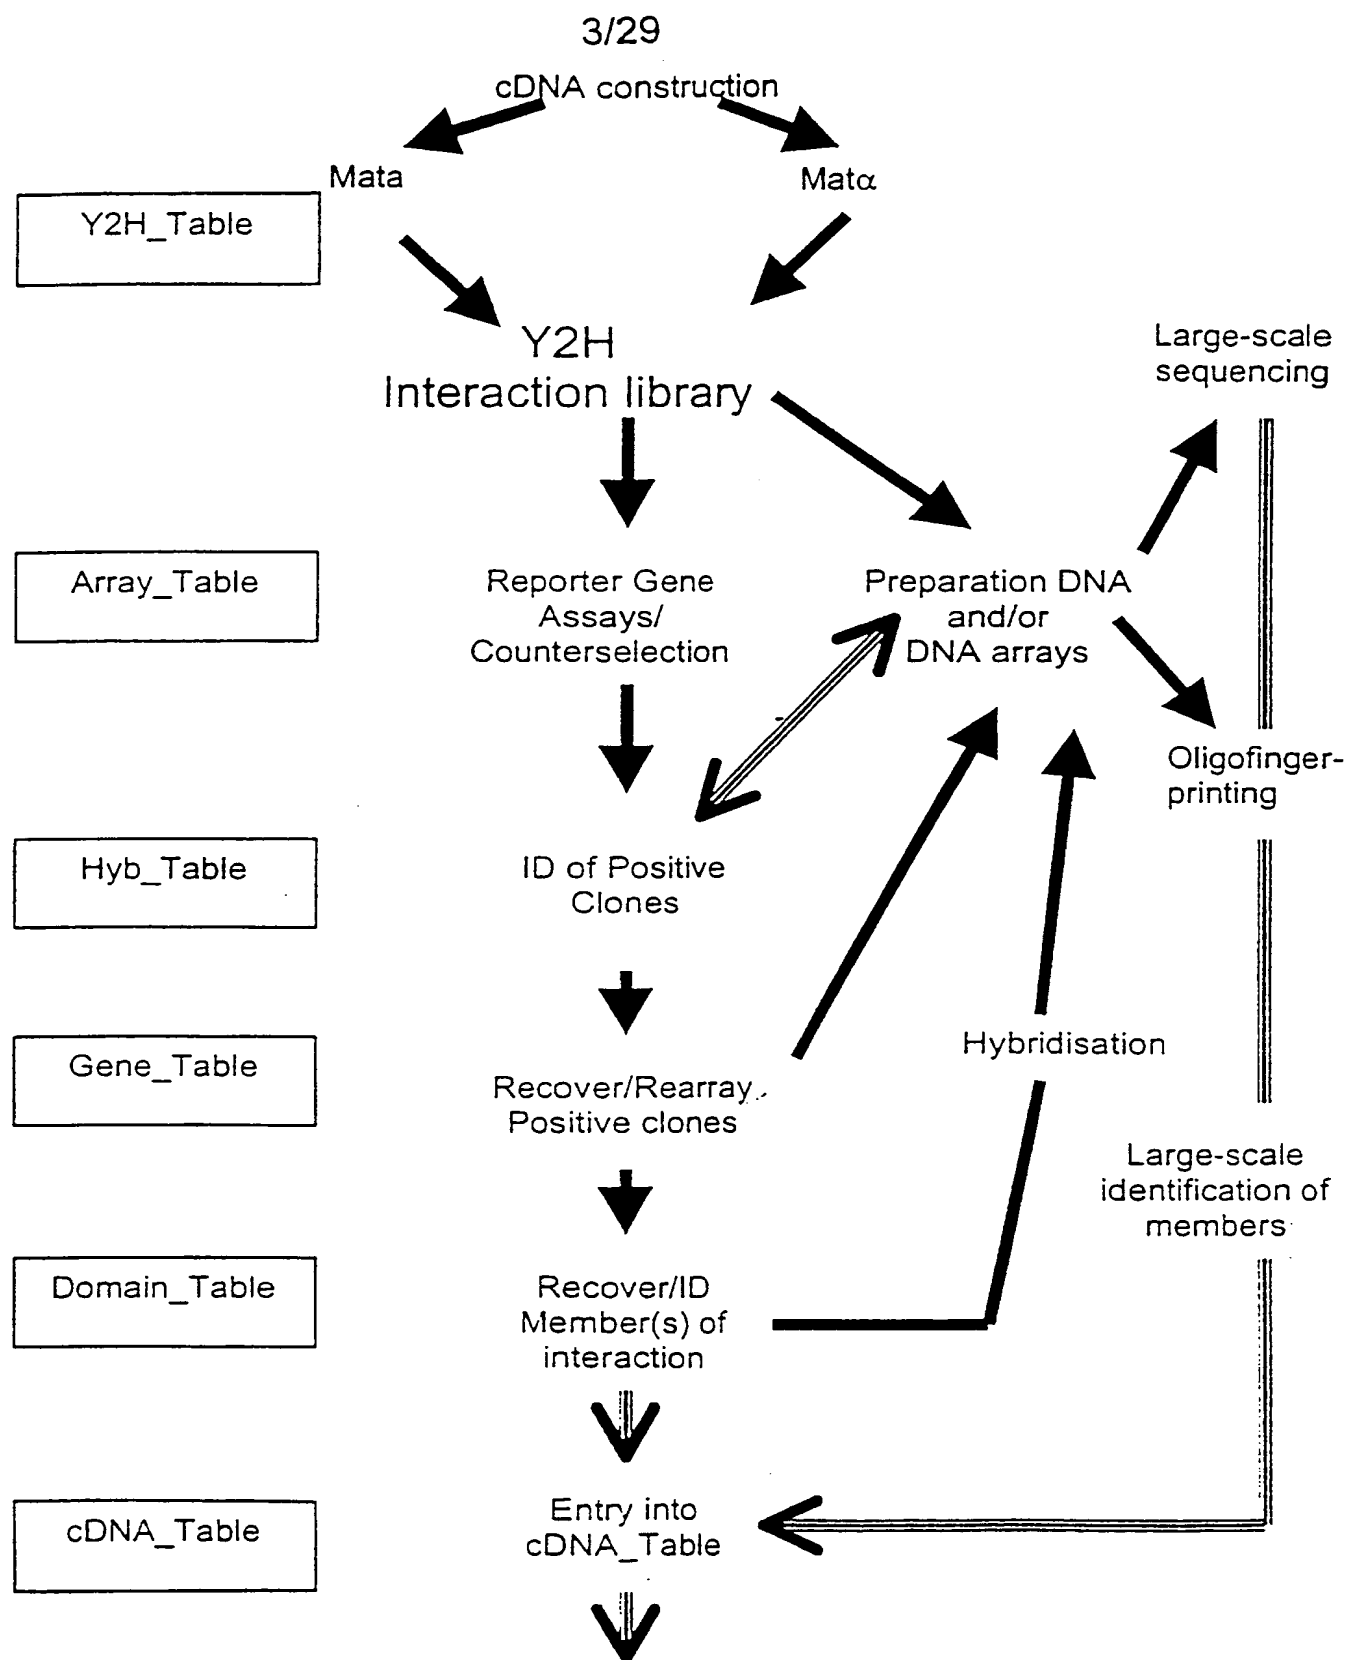 3/29
cDNA construction
Mata
Matα
Y2H_Table
Y2H
Interaction library
Large-scale
sequencing
Array_Table
Reporter Gene
Assays/
Counterselection
Preparation DNA
and/or
DNA arrays
Oligofinger-
printing
Hyb_Table
ID of Positive
Clones
Gene_Table
Recover/Rearray
Positive clones
Hybridisation
Large-scale
identification of
members
Domain_Table
Recover/ID
Member(s) of
interaction
cDNA_Table
Entry into
cDNA_Table